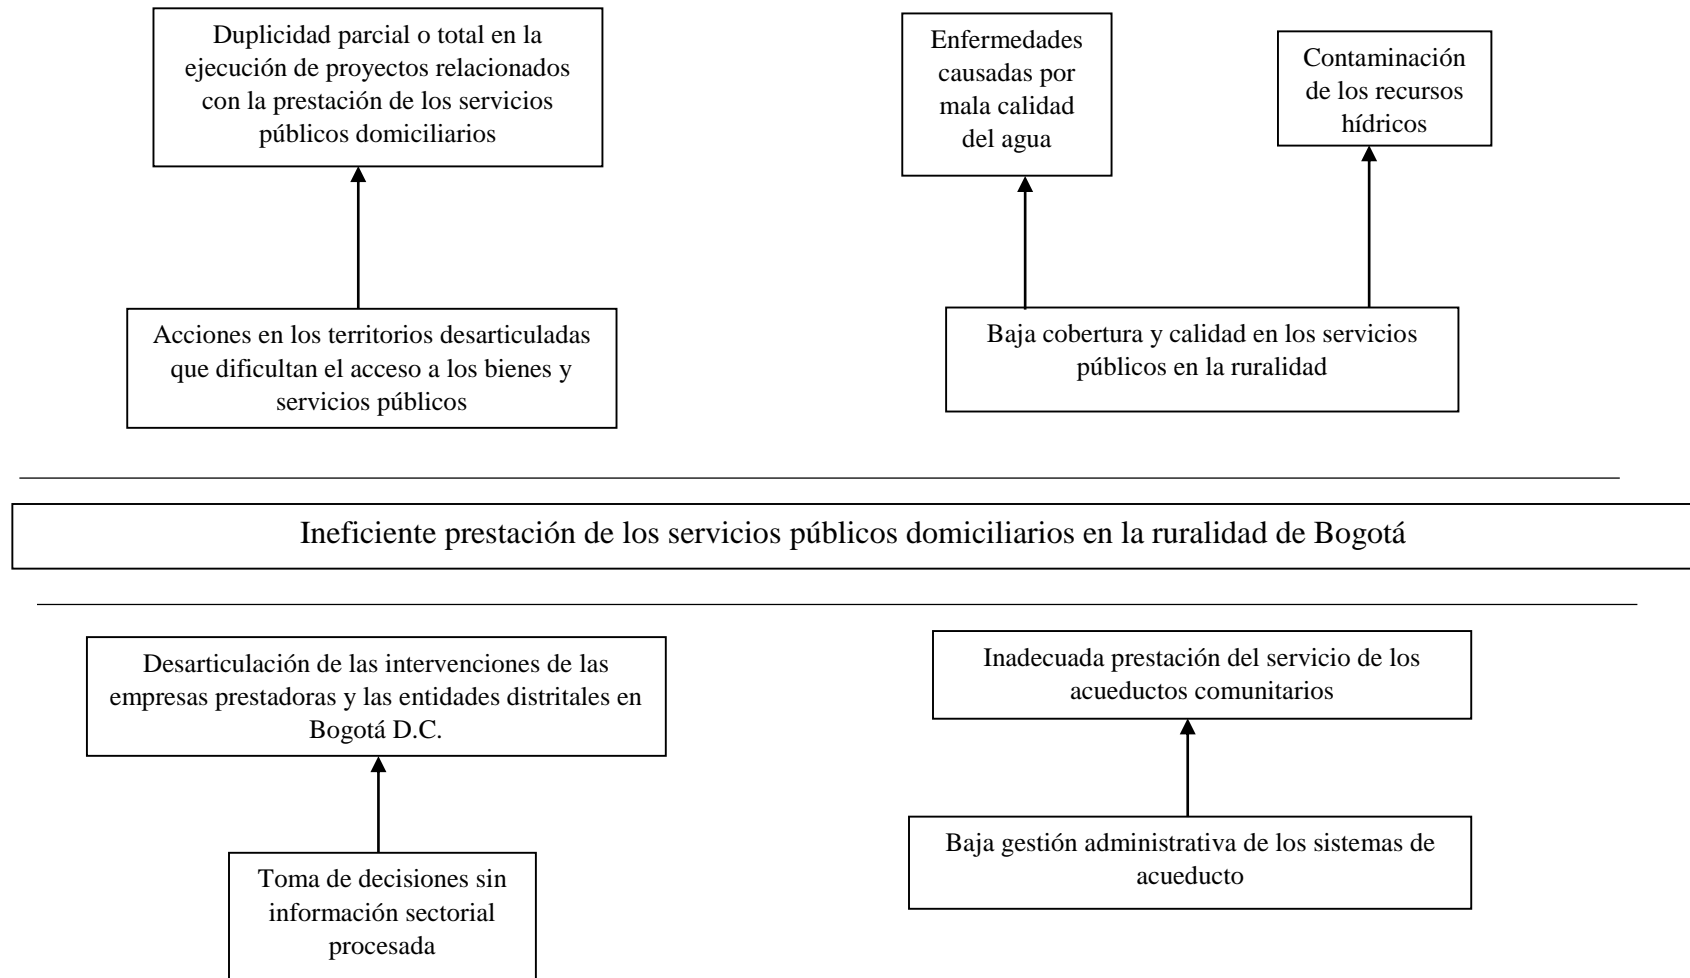 Duplicidad parcial o total en la
ejecución de proyectos relacionados
con la prestación de los servicios
públicos domiciliarios
Enfermedades
causadas por
mala calidad
del agua
Contaminación
de los recursos
hídricos
Acciones en los territorios desarticuladas
que dificultan el acceso a los bienes y
servicios públicos
Baja cobertura y calidad en los servicios
públicos en la ruralidad
Ineficiente prestación de los servicios públicos domiciliarios en la ruralidad de Bogotá
Desarticulación de las intervenciones de las
empresas prestadoras y las entidades distritales en
Bogotá D.C.
Inadecuada prestación del servicio de los
acueductos comunitarios
Toma de decisiones sin
información sectorial
procesada
Baja gestión administrativa de los sistemas de
acueducto